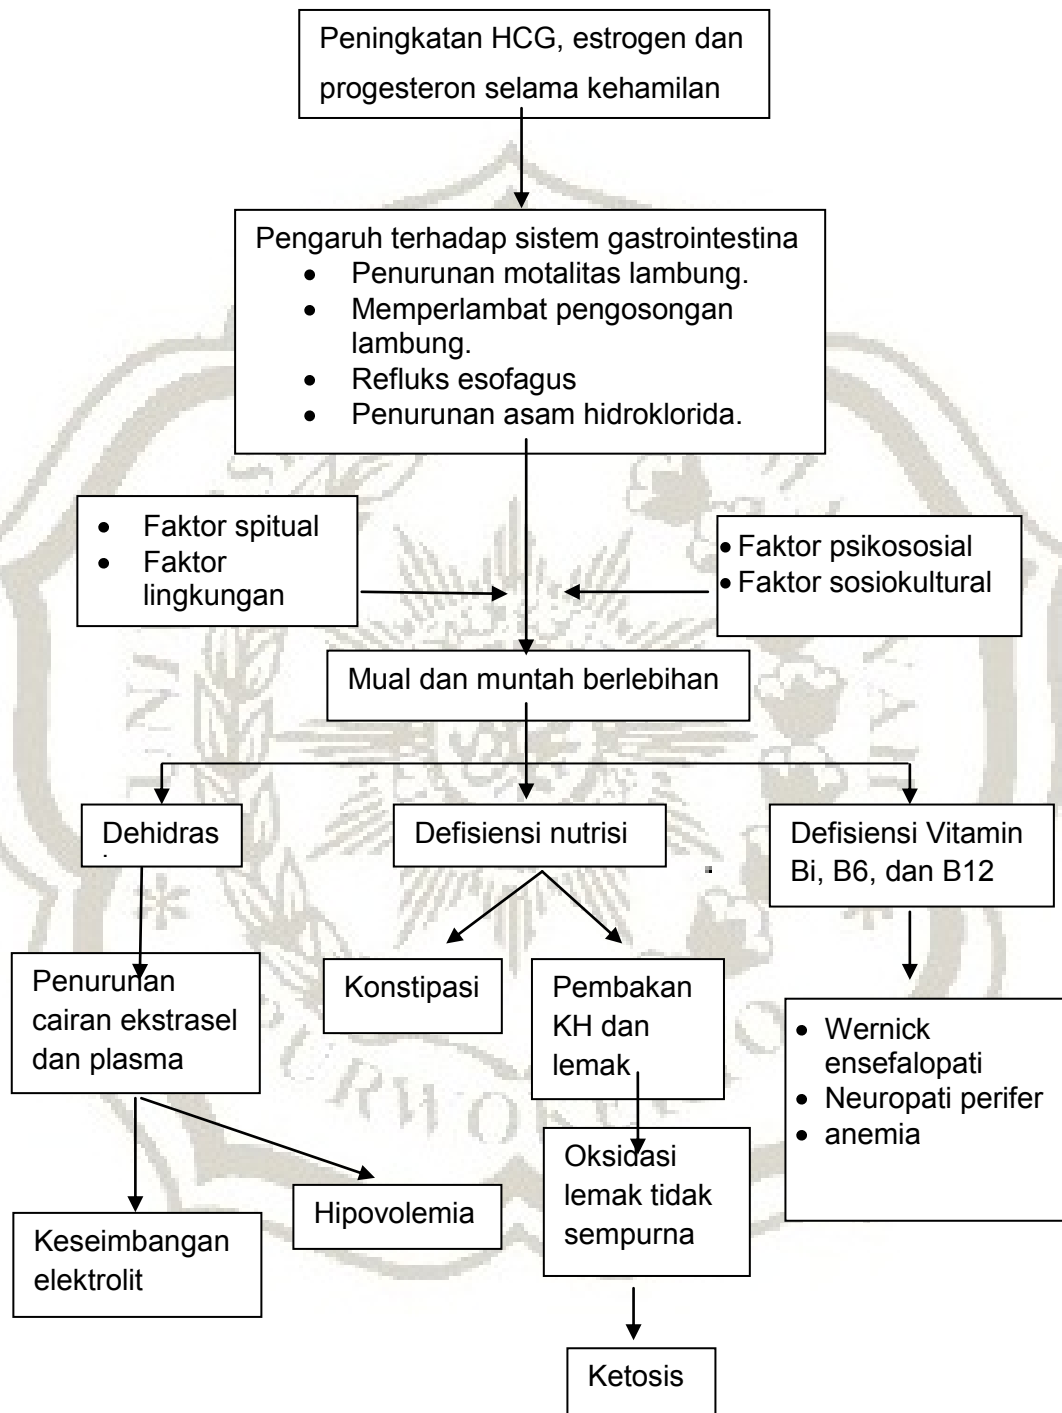 Peningkatan HCG, estrogen dan
progesteron selama kehamilan
Pengaruh terhadap sistem gastrointestina
• Penurunan motalitas lambung.
• Memperlambat pengosongan
lambung.
• Refluks esofagus
• Penurunan asam hidroklorida.
• Faktor spitual
• Faktor
lingkungan
• Faktor psikososial
• Faktor sosiokultural
Mual dan muntah berlebihan
Dehidras
Defisiensi nutrisi
Defisiensi Vitamin
Bi, B6, dan B12
Penurunan
cairan ekstrasel
dan plasma
Konstipasi
Pembakan
KH dan
lemak
• Wernick
ensefalopati
• Neuropati perifer
• anemia
Oksidasi
lemak tidak
sempurna
Hipovolemia
Keseimbangan
elektrolit
Ketosis